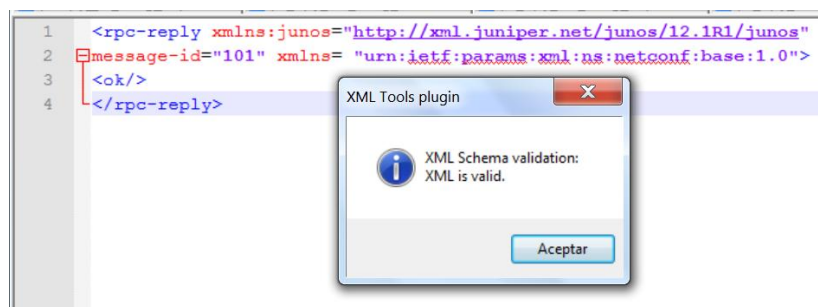 1 <rpc-reply xmlns:junos="http://xml.juniper.net/junos/12.1R1/junos"
2 message-id="101" xmlns= "urn:ietf:params:xml:ns:netconf:base:1.0">
3 <ok/>
4 </rpc-reply>
XML Tools plugin
XML Schema validation:
XML is valid.
Aceptar